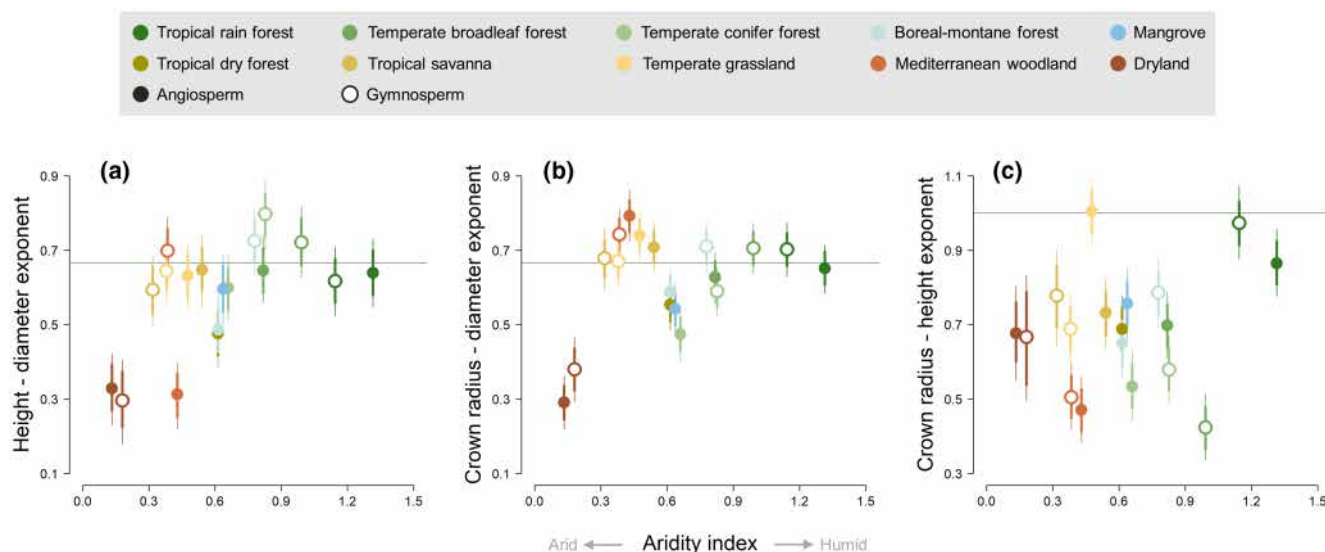 Tropical rain forest Temperate broadleaf forest Temperate conifer forest Boreal-montane forest Mangrove
Tropical dry forest Tropical savanna Temperate grassland Mediterranean woodland Dryland
Angiosperm Gymnosperm
(a)
Height - diameter exponent
0.9
0.7
0.5
0.3
0.1
0.0 0.3 0.6 0.9 1.2 1.5
(b)
Crown radius - diameter exponent
0.9
0.7
0.5
0.3
0.1
0.0 0.3 0.6 0.9 1.2 1.5
(c)
Crown radius - height exponent
1.1
0.9
0.7
0.5
0.3
0.0 0.3 0.6 0.9 1.2 1.5
Arid Aridity index Humid